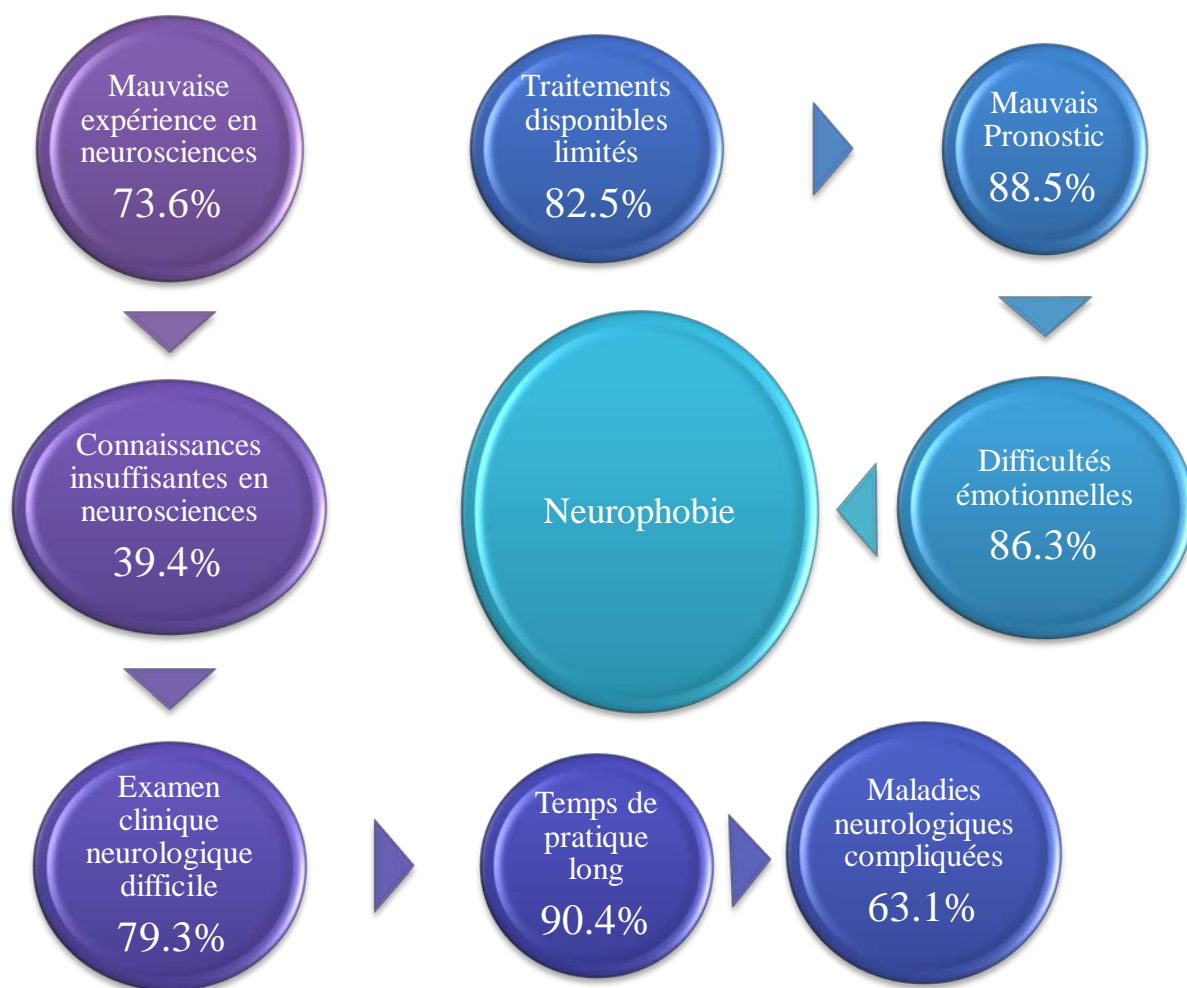 Mauvaise
expérience en
neurosciences
73.6%
Traitements
disponibles
limités
82.5%
Mauvais
Pronostic
88.5%
Connaissances
insuffisantes en
neurosciences
39.4%
Neurophobie
Difficultés
émotionnelles
86.3%
Examen
clinique
neurologique
difficile
79.3%
Temps de
pratique
long
90.4%
Maladies
neurologiques
compliquées
63.1%